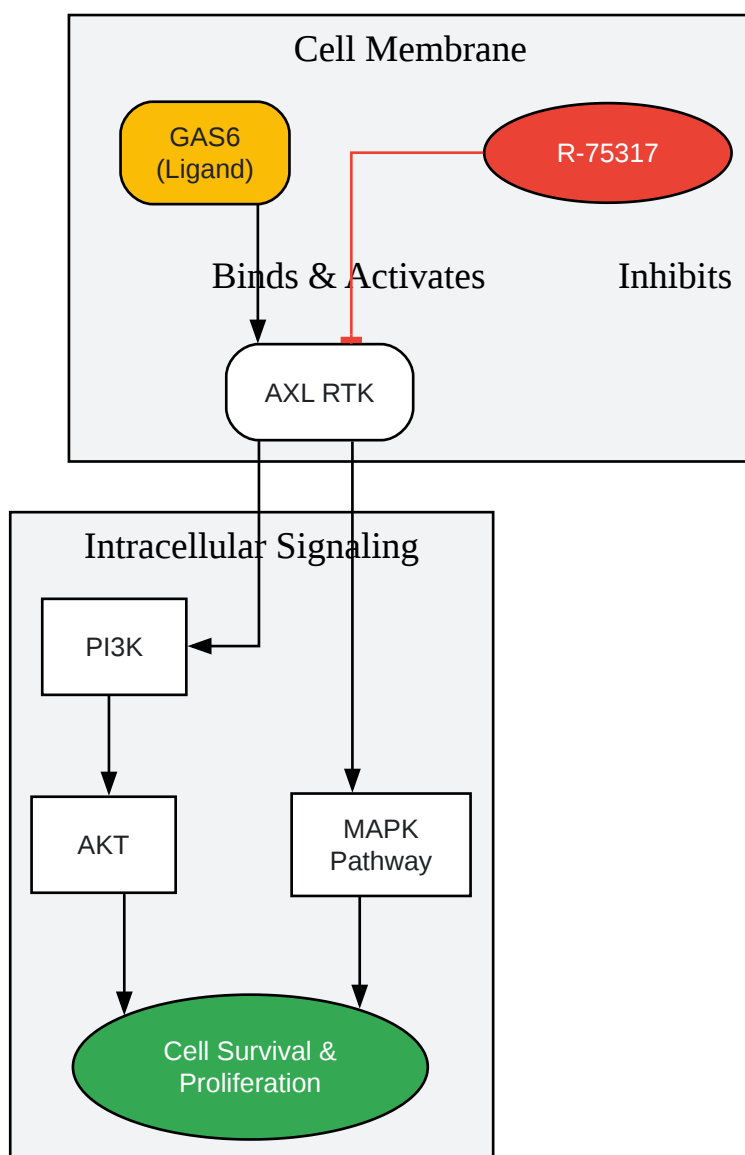 Cell Membrane
GAS6
(Ligand)
R-75317
Binds & Activates
Inhibits
AXL RTK
Intracellular Signaling
PI3K
AKT
MAPK
Pathway
Cell Survival &
Proliferation